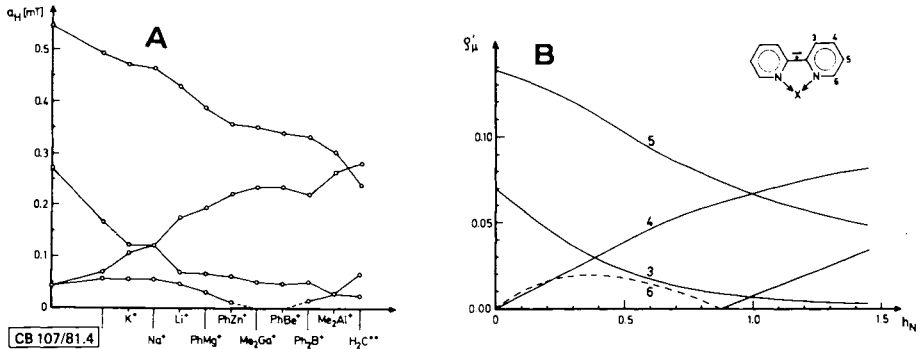 a_H [mT]
A
0.5
0.4
0.3
0.2
0.1
0
K⁺ Li⁺ PhZn⁺ PhBe⁺ Me₂Al⁺
Na⁺ PhMg⁺ Me₂Ga⁺ Ph₂B⁺ H₂C⁺⁺
CB 107/81.4
ρ'μ
B
0.10
0.05
0.00
0 0.5 1.0 1.5
h_N
5
4
3
6
3 4
5
6
N N
X